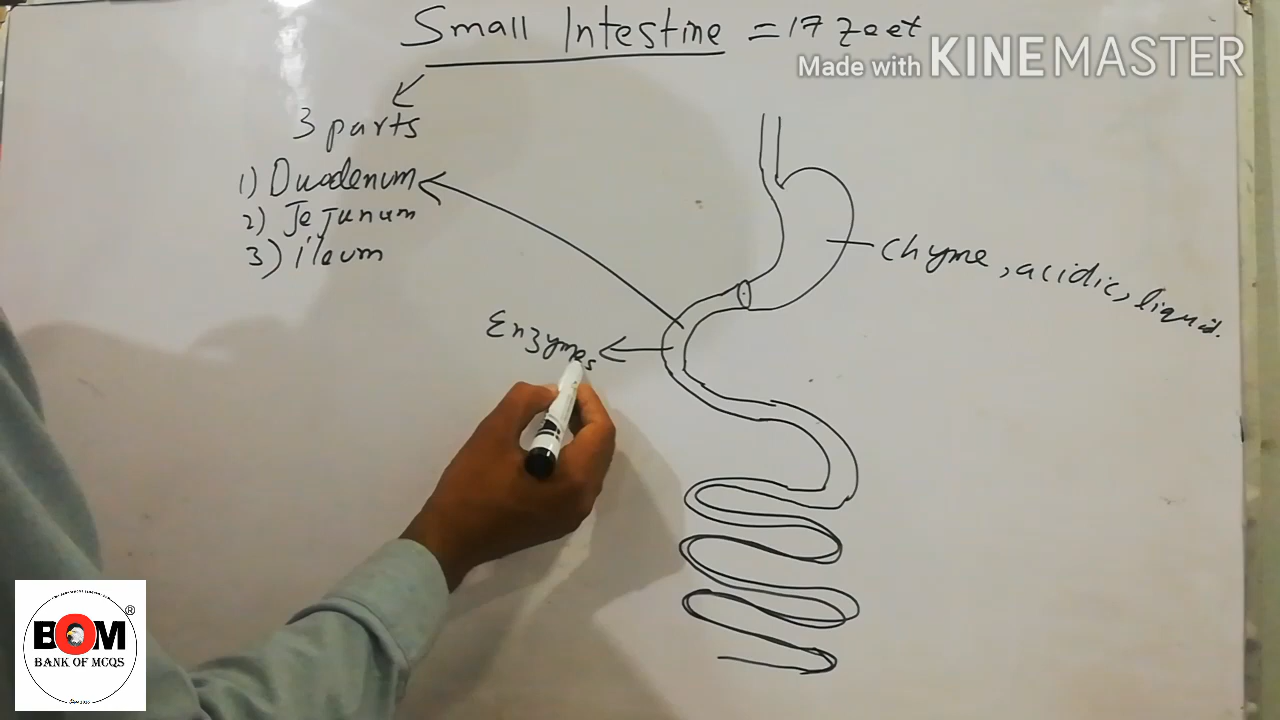 Small Intestine = 17 Zeet
Made with KINEMASTER
3 parts
1) Duodenum
2) Jejunum
3) ileum
chyme, acidic, liquid.
Enzymes
BOM
BANK OF MCQS